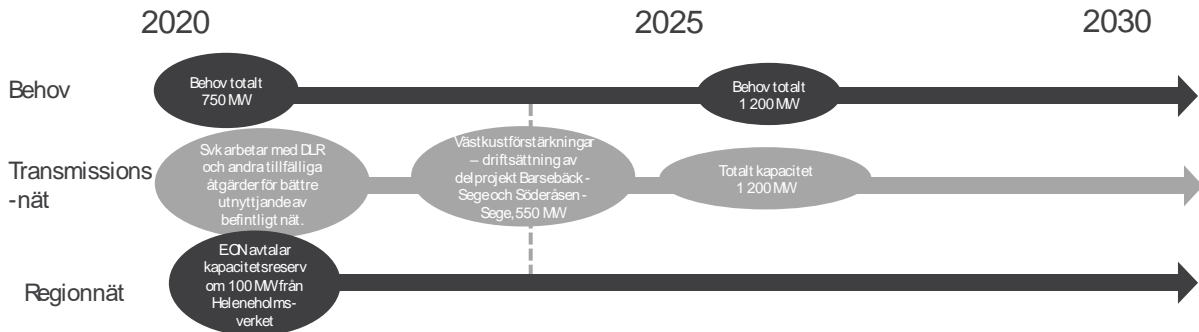 2020
2025
2030
Behov
Behov totalt
750 MW
Behov totalt
1 200 MW
Transmissions
-nät
Svk arbetar med DLR
och andra tillfälliga
åtgärder för bättre
utnyttjande av
befintligt nät.
Västkustförstärkningar
– driftsättning av
delprojekt Barsebäck -
Sege och Söderåsen -
Sege, 550 MW
Totalt kapacitet
1 200 MW
Regionnät
E.ON avtalar
kapacitetsreserv
om 100 MW från
Heleneholms-
verket